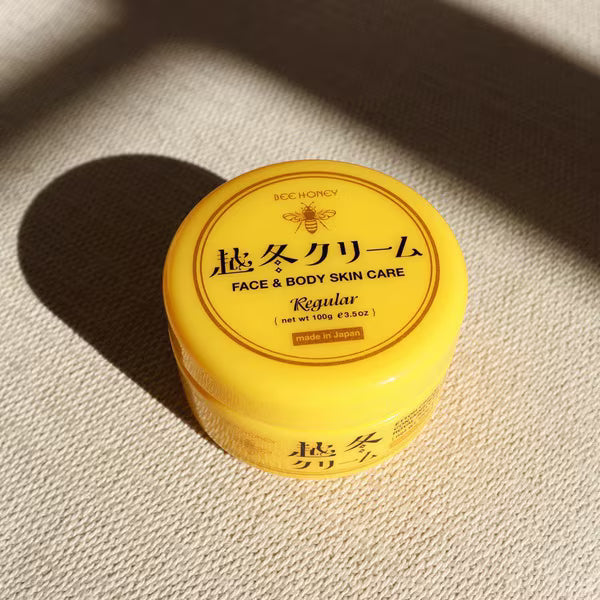 BEE HONEY
越冬クリーム
FACE & BODY SKIN CARE
Regular
( net wt 100g e3.5oz )
made in Japan
越冬
クリーム